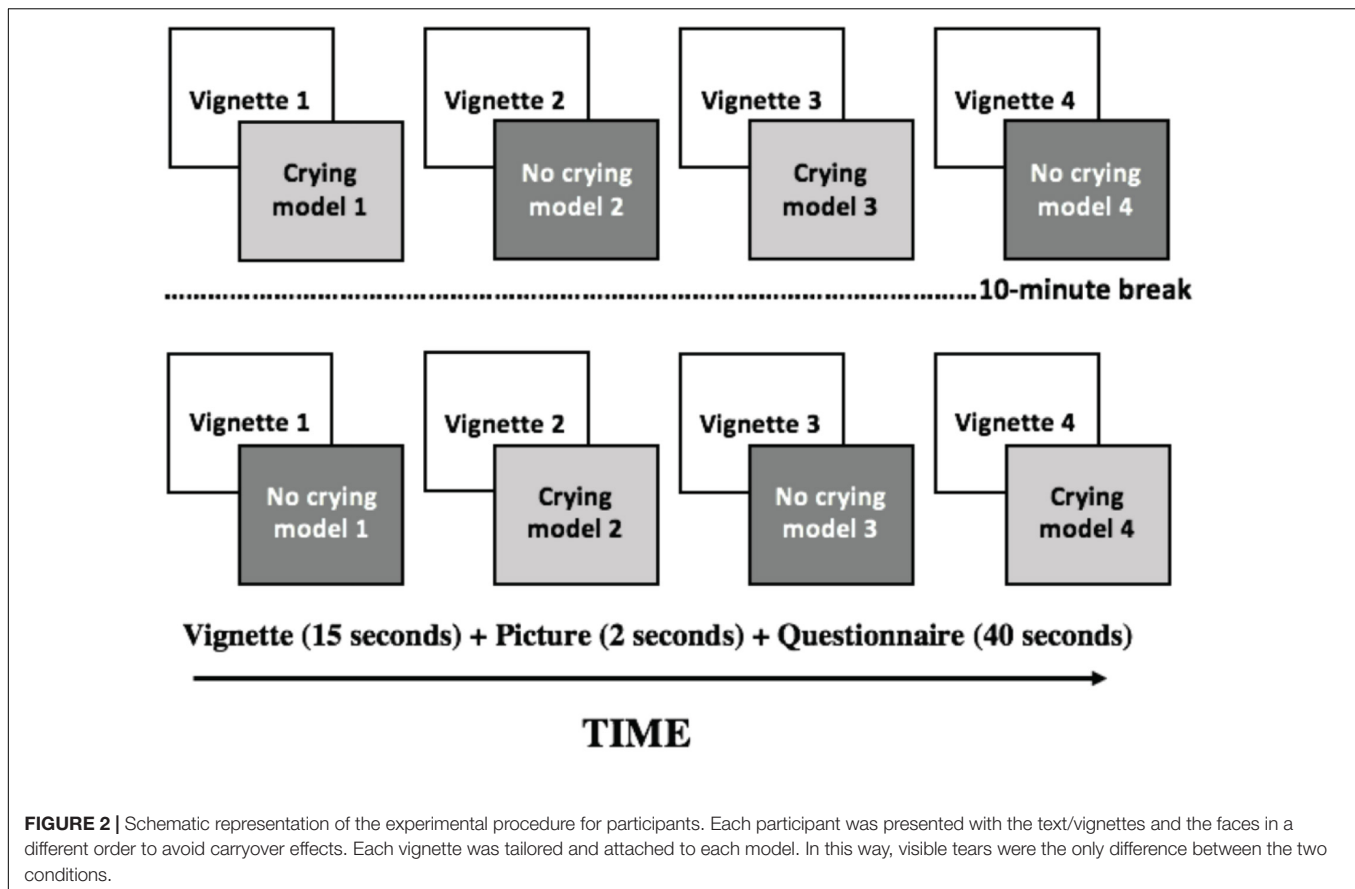 Vignette 1
Vignette 2
Vignette 3
Vignette 4
Crying
model 1
No crying
model 2
Crying
model 3
No crying
model 4
10-minute break
Vignette 1
Vignette 2
Vignette 3
Vignette 4
No crying
model 1
Crying
model 2
No crying
model 3
Crying
model 4
Vignette (15 seconds) + Picture (2 seconds) + Questionnaire (40 seconds)
TIME
FIGURE 2 | Schematic representation of the experimental procedure for participants. Each participant was presented with the text/vignettes and the faces in a
different order to avoid carryover effects. Each vignette was tailored and attached to each model. In this way, visible tears were the only difference between the two
conditions.